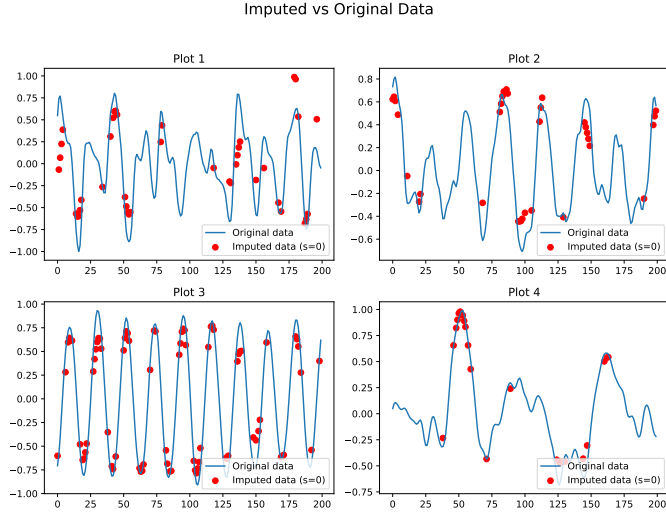 Imputed vs Original Data
Plot 1
1.00
0.75
0.50
0.25
0.00
−0.25
−0.50
−0.75
−1.00
0 25 50 75 100 125 150 175 200
Original data
Imputed data (s=0)
Plot 2
0.8
0.6
0.4
0.2
0.0
−0.2
−0.4
−0.6
0 25 50 75 100 125 150 175 200
Original data
Imputed data (s=0)
Plot 3
1.00
0.75
0.50
0.25
0.00
−0.25
−0.50
−0.75
−1.00
0 25 50 75 100 125 150 175 200
Original data
Imputed data (s=0)
Plot 4
1.00
0.75
0.50
0.25
0.00
−0.25
−0.50
−0.75
0 25 50 75 100 125 150 175 200
Original data
Imputed data (s=0)